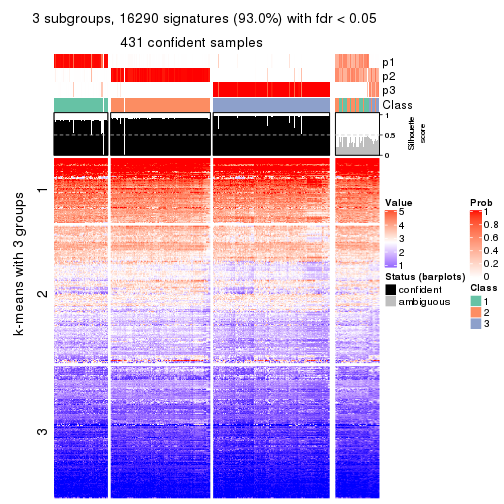 3 subgroups, 16290 signatures (93.0%) with fdr < 0.05
431 confident samples
p1
p2
p3
Class
1
0.5
0
Silhouette
score
k-means with 3 groups
1
2
3
Value
5
4
3
2
1
Status (barplots)
confident
ambiguous
Prob
1
0.8
0.6
0.4
0.2
0
Class
1
2
3